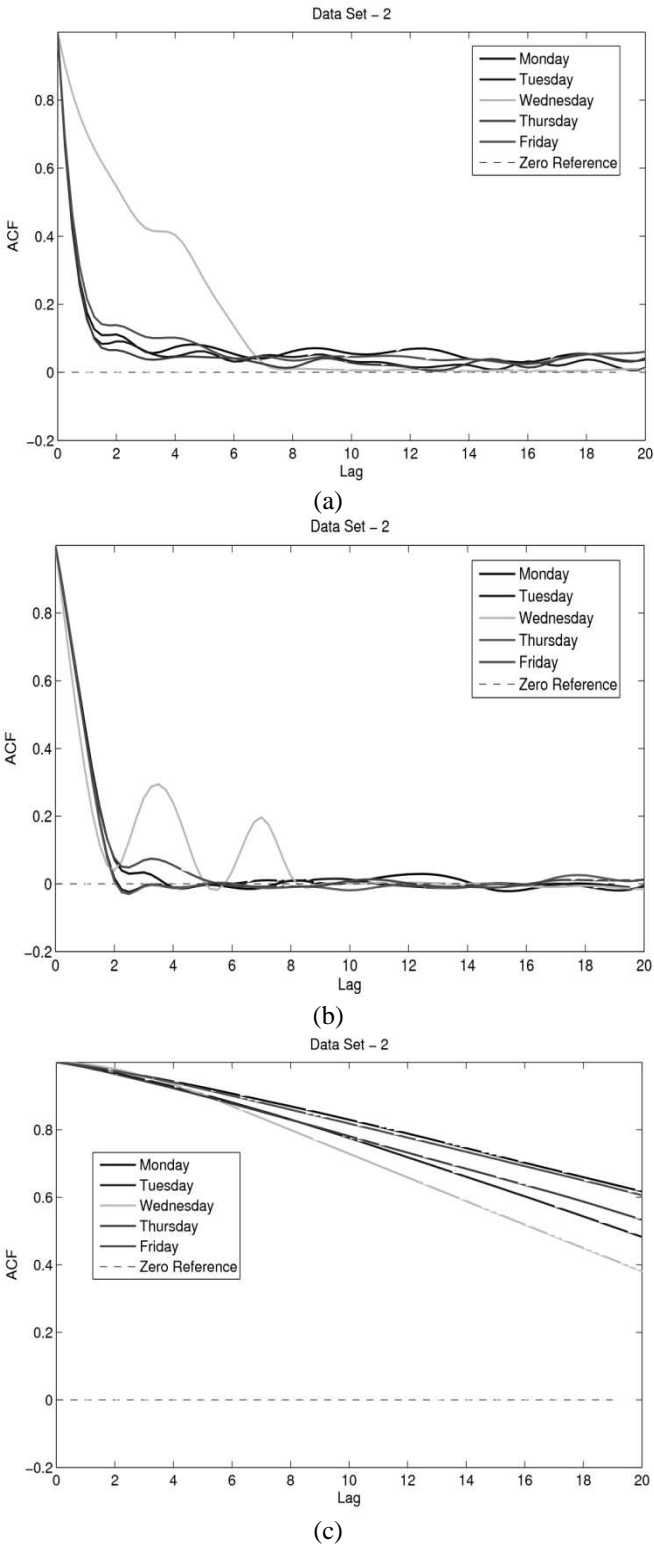 Data Set – 2
0.8
0.6
0.4
0.2
0
−0.2
ACF
Monday
Tuesday
Wednesday
Thursday
Friday
Zero Reference
0 2 4 6 8 10 12 14 16 18 20
Lag
(a)
Data Set – 2
0.8
0.6
0.4
0.2
0
−0.2
ACF
Monday
Tuesday
Wednesday
Thursday
Friday
Zero Reference
0 2 4 6 8 10 12 14 16 18 20
Lag
(b)
Data Set – 2
0.8
0.6
0.4
0.2
0
−0.2
ACF
Monday
Tuesday
Wednesday
Thursday
Friday
Zero Reference
0 2 4 6 8 10 12 14 16 18 20
Lag
(c)